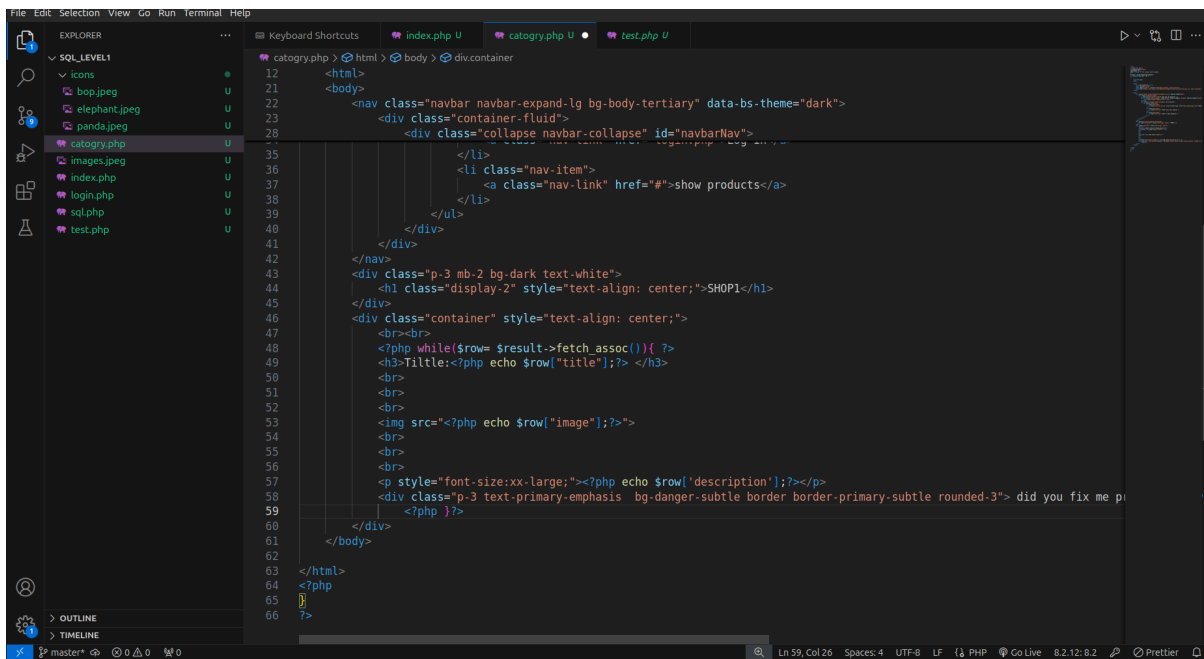 File Edit Selection View Go Run Terminal Help
EXPLORER
Keyboard Shortcuts
index.php U
catogry.php U
test.php U
SQL_LEVEL1
icons
bop.jpeg U
elephant.jpeg U
panda.jpeg U
catogry.php U
images.jpeg U
index.php U
login.php U
sql.php U
test.php U
OUTLINE
TIMELINE
catogry.php > html > body > div.container
12 <html>
21 <body>
22 <nav class="navbar navbar-expand-lg bg-body-tertiary" data-bs-theme="dark">
23 <div class="container-fluid">
28 <div class="collapse navbar-collapse" id="navbarNav">
35 </li>
36 <li class="nav-item">
37 <a class="nav-link" href="#">show products</a>
38 </li>
39 </ul>
40 </div>
41 </div>
42 </nav>
43 <div class="p-3 mb-2 bg-dark text-white">
44 <h1 class="display-2" style="text-align: center;">SHOP1</h1>
45 </div>
46 <div class="container" style="text-align: center;">
47 <br><br>
48 <?php while($row= $result->fetch_assoc()){ ?>
49 <h3>Tiltle:<?php echo $row["title"];?> </h3>
50 <br>
51 <br>
52 <br>
53 <img src="<?php echo $row["image"];?>">
54 <br>
55 <br>
56 <br>
57 <p style="font-size:xx-large;"><?php echo $row['description'];?></p>
58 <div class="p-3 text-primary-emphasis  bg-danger-subtle border border-primary-subtle rounded-3"> did you fix me
59 <?php }?>
60 </div>
61 </body>
62
63 </html>
64 <?php
65 }
66 ?>
master* 0 0 0 Ln 59, Col 26 Spaces: 4 UTF-8 LF PHP Go Live 8.2.12: 8.2 Prettier